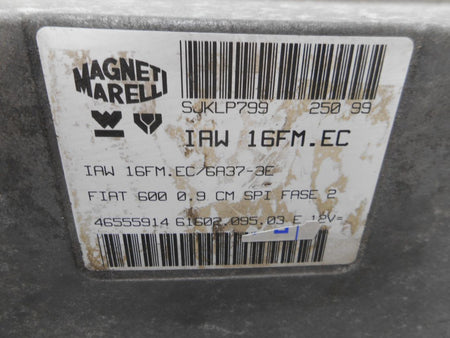 MAGNETI
MARELLI
SJKLP799 250 99
IAW 16FM.EC
IAW 16FM.EC/6A37-3E
FIAT 600 0.9 CM SPI FASE 2
46555914 61602.095.03 E 12V=